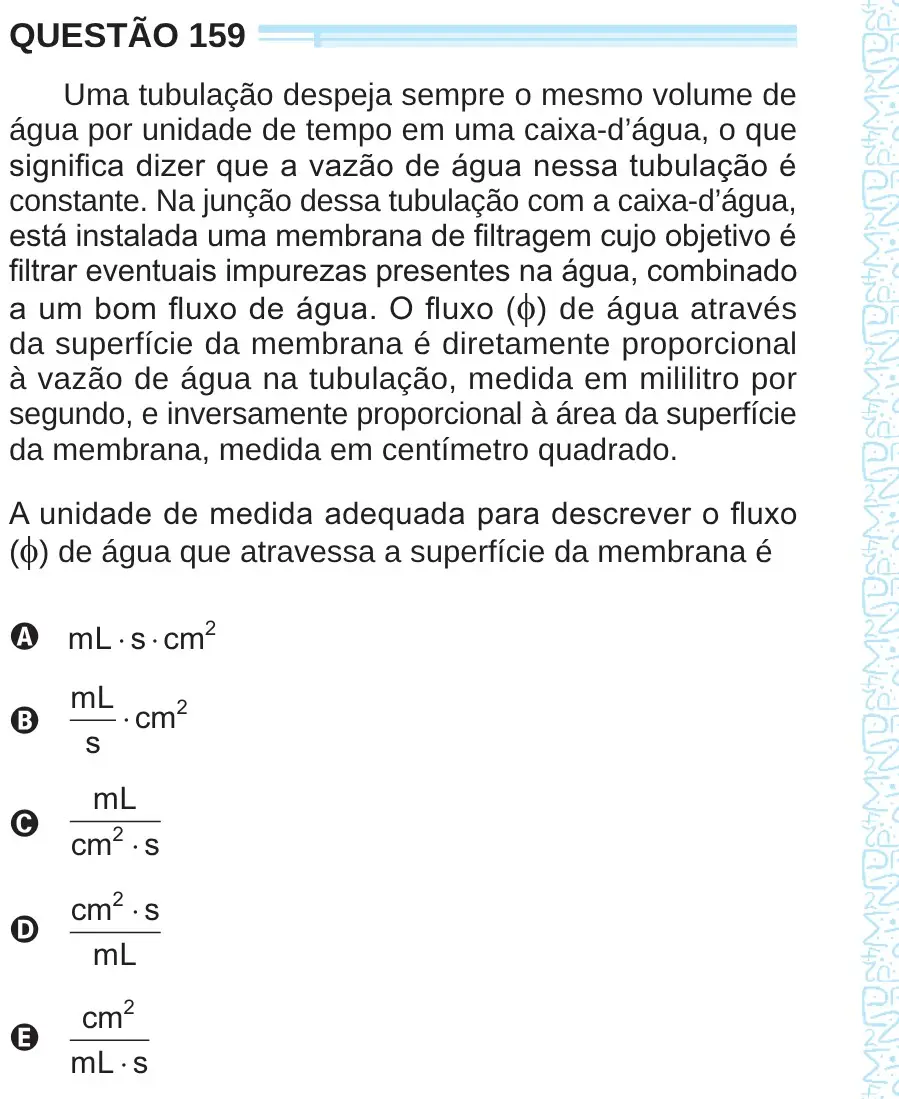 QUESTÃO 159
Uma tubulação despeja sempre o mesmo volume de
água por unidade de tempo em uma caixa-d’água, o que
significa dizer que a vazão de água nessa tubulação é
constante. Na junção dessa tubulação com a caixa-d’água,
está instalada uma membrana de filtragem cujo objetivo é
filtrar eventuais impurezas presentes na água, combinado
a um bom fluxo de água. O fluxo (ϕ) de água através
da superfície da membrana é diretamente proporcional
à vazão de água na tubulação, medida em mililitro por
segundo, e inversamente proporcional à área da superfície
da membrana, medida em centímetro quadrado.
A unidade de medida adequada para descrever o fluxo
(ϕ) de água que atravessa a superfície da membrana é
A mL · s · cm²
B mL/s · cm²
C mL/(cm² · s)
D (cm² · s)/mL
E cm²/(mL · s)